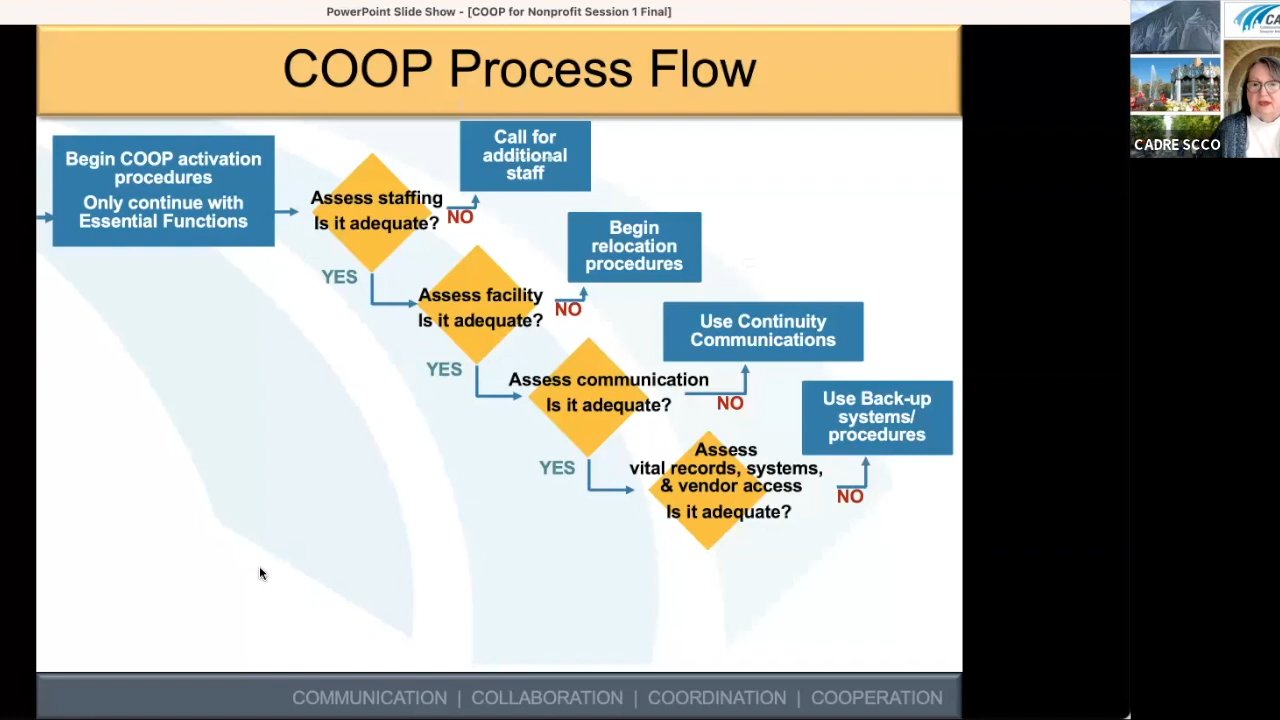 PowerPoint Slide Show - [COOP for Nonprofit Session 1 Final]
COOP Process Flow
Begin COOP activation
procedures
Only continue with
Essential Functions
Assess staffing
Is it adequate?
NO
Call for
additional
staff
YES
Assess facility
Is it adequate?
NO
Begin
relocation
procedures
YES
Assess communication
Is it adequate?
NO
Use Continuity
Communications
YES
Assess
vital records, systems,
& vendor access
Is it adequate?
NO
Use Back-up
systems/
procedures
COMMUNICATION | COLLABORATION | COORDINATION | COOPERATION
CA
CADRE SCCO